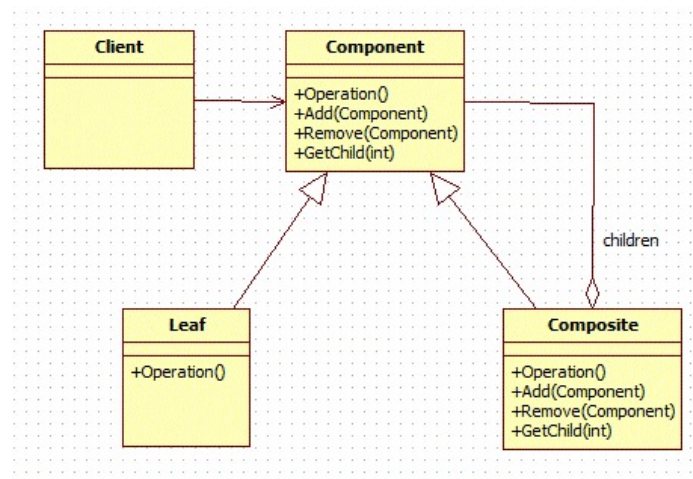 Client
Component
+Operation()
+Add(Component)
+Remove(Component)
+GetChild(int)
children
Leaf
+Operation()
Composite
+Operation()
+Add(Component)
+Remove(Component)
+GetChild(int)